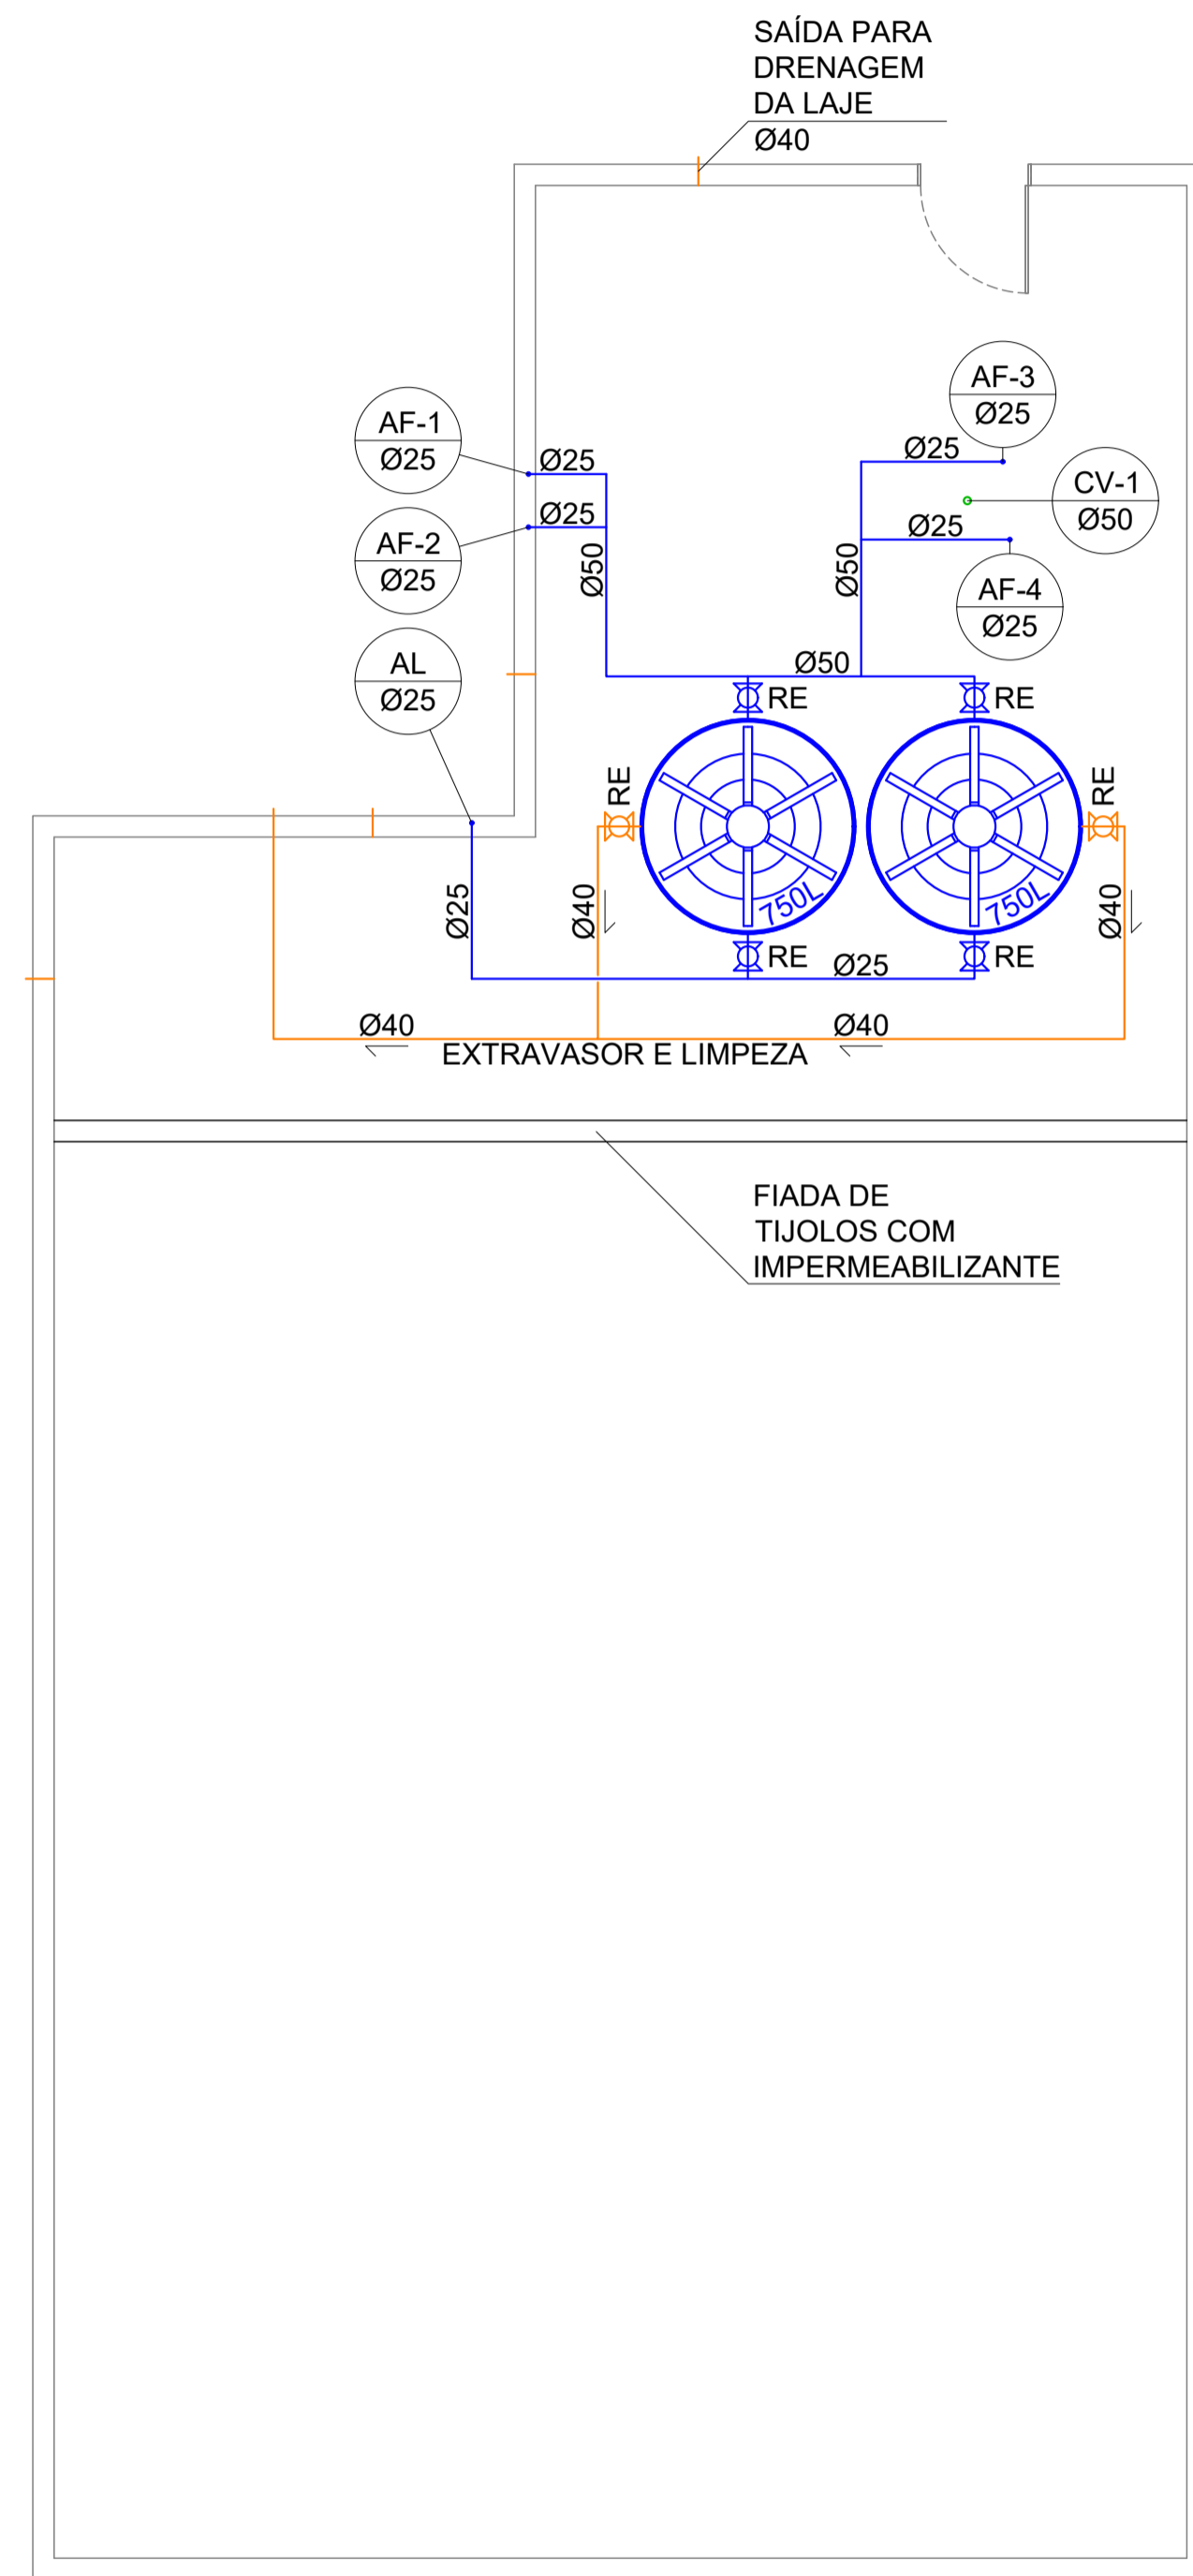 SAÍDA PARA
DRENAGEM
DA LAJE
Ø40
AF-3
Ø25
AF-1
Ø25
Ø25
Ø25
CV-1
Ø50
AF-2
Ø25
Ø25
Ø25
Ø50
Ø50
AF-4
Ø25
AL
Ø25
Ø50
RE
RE
RE
RE
750L
750L
Ø25
Ø40
Ø40
RE
Ø25
RE
Ø40
Ø40
EXTRAVASOR E LIMPEZA
FIADA DE
TIJOLOS COM
IMPERMEABILIZANTE